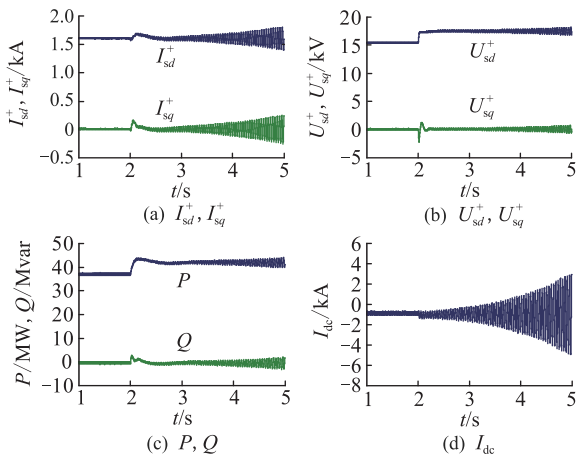 I⁺sd, I⁺sq/kA
2.0
1.5
1.0
0.5
0
−0.5
I⁺sd
I⁺sq
1 2 3 4 5
t/s
(a) I⁺sd, I⁺sq
U⁺sd, U⁺sq/kV
20
15
10
5
0
−5
U⁺sd
U⁺sq
1 2 3 4 5
t/s
(b) U⁺sd, U⁺sq
P/MW, Q/Mvar
50
40
30
20
10
0
−10
P
Q
1 2 3 4 5
t/s
(c) P, Q
Idc/kA
4
2
0
−2
−4
−6
−8
1 2 3 4 5
t/s
(d) Idc